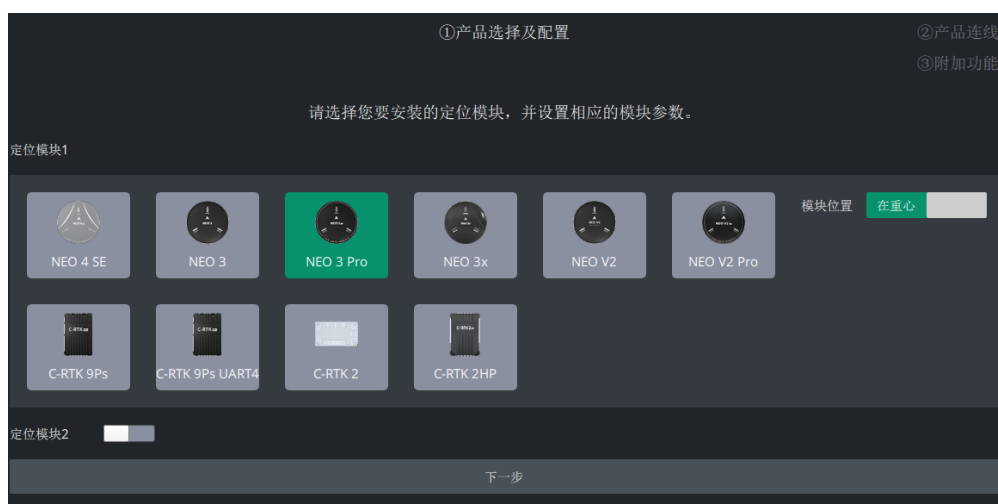 ①产品选择及配置
②产品连线
③附加功能
请选择您要安装的定位模块，并设置相应的模块参数。
定位模块1
NEO 4 SE
NEO 3
NEO 3 Pro
NEO 3x
NEO V2
NEO V2 Pro
模块位置 在重心
C-RTK 9Ps
C-RTK 9Ps UART4
C-RTK 2
C-RTK 2HP
定位模块2
下一步